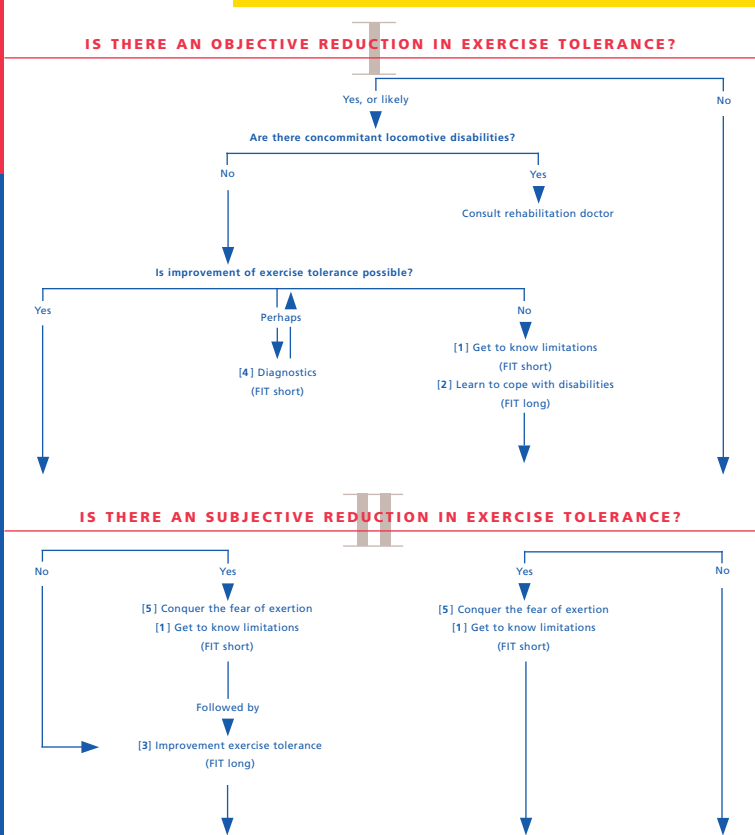 IS THERE AN OBJECTIVE REDUCTION IN EXERCISE TOLERANCE?
Yes, or likely
No
Are there concommitant locomotive disabilities?
No
Yes
Consult rehabilitation doctor
Is improvement of exercise tolerance possible?
Yes
Perhaps
No
[4] Diagnostics
(FIT short)
[1] Get to know limitations
(FIT short)
[2] Learn to cope with disabilities
(FIT long)
IS THERE AN SUBJECTIVE REDUCTION IN EXERCISE TOLERANCE?
No
Yes
Yes
No
[5] Conquer the fear of exertion
[1] Get to know limitations
(FIT short)
[5] Conquer the fear of exertion
[1] Get to know limitations
(FIT short)
Followed by
[3] Improvement exercise tolerance
(FIT long)